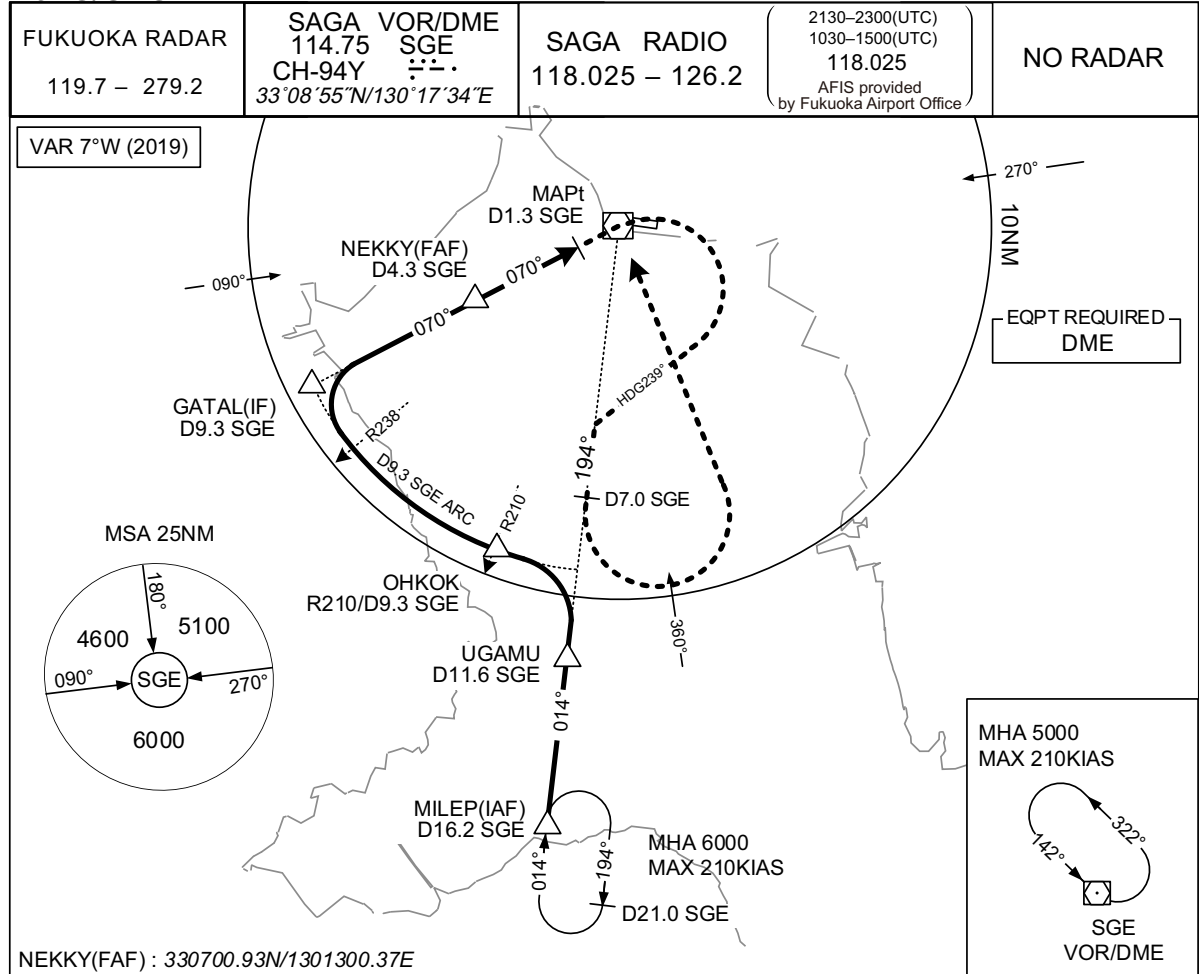 FUKUOKA RADAR
119.7 – 279.2
SAGA VOR/DME
114.75 SGE
CH-94Y
33°08´55˝N/130°17´34˝E
SAGA RADIO
118.025 – 126.2
2130–2300(UTC)
1030–1500(UTC)
118.025
AFIS provided
by Fukuoka Airport Office
NO RADAR
VAR 7°W (2019)
270°
10NM
MAPt
D1.3 SGE
NEKKY(FAF)
D4.3 SGE
070°
090°
070°
EQPT REQUIRED
DME
HDG239°
GATAL(IF)
D9.3 SGE
R238
194°
D9.3 SGE ARC
D7.0 SGE
R210
OHKOK
R210/D9.3 SGE
360°
MSA 25NM
180°
4600
5100
090°
SGE
270°
6000
UGAMU
D11.6 SGE
014°
MILEP(IAF)
D16.2 SGE
MHA 6000
MAX 210KIAS
014°
194°
D21.0 SGE
MHA 5000
MAX 210KIAS
322°
142°
SGE
VOR/DME
NEKKY(FAF) : 330700.93N/1301300.37E